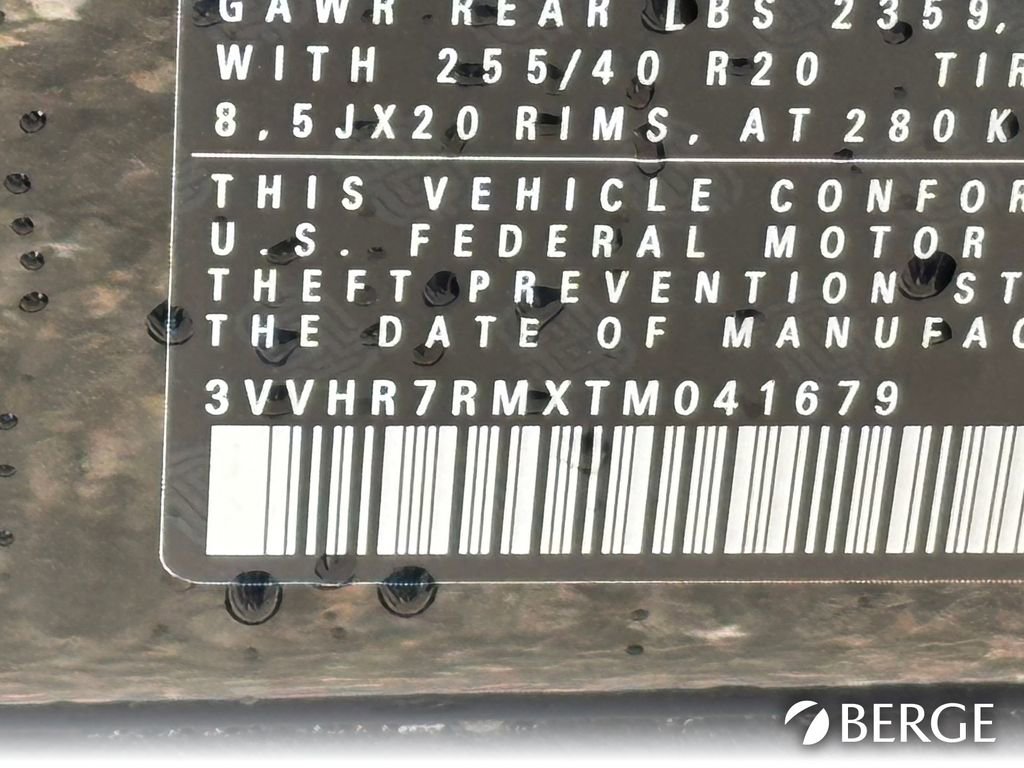 GAWR REAR LBS 2359,
WITH 255/40 R20 TIR
8,5JX20 RIMS, AT 280 K
THIS VEHICLE CONFOR
U.S. FEDERAL MOTOR
THEFT PREVENTION ST
THE DATE OF MANUFAC
3VVHR7RMXTM041679
BERGE